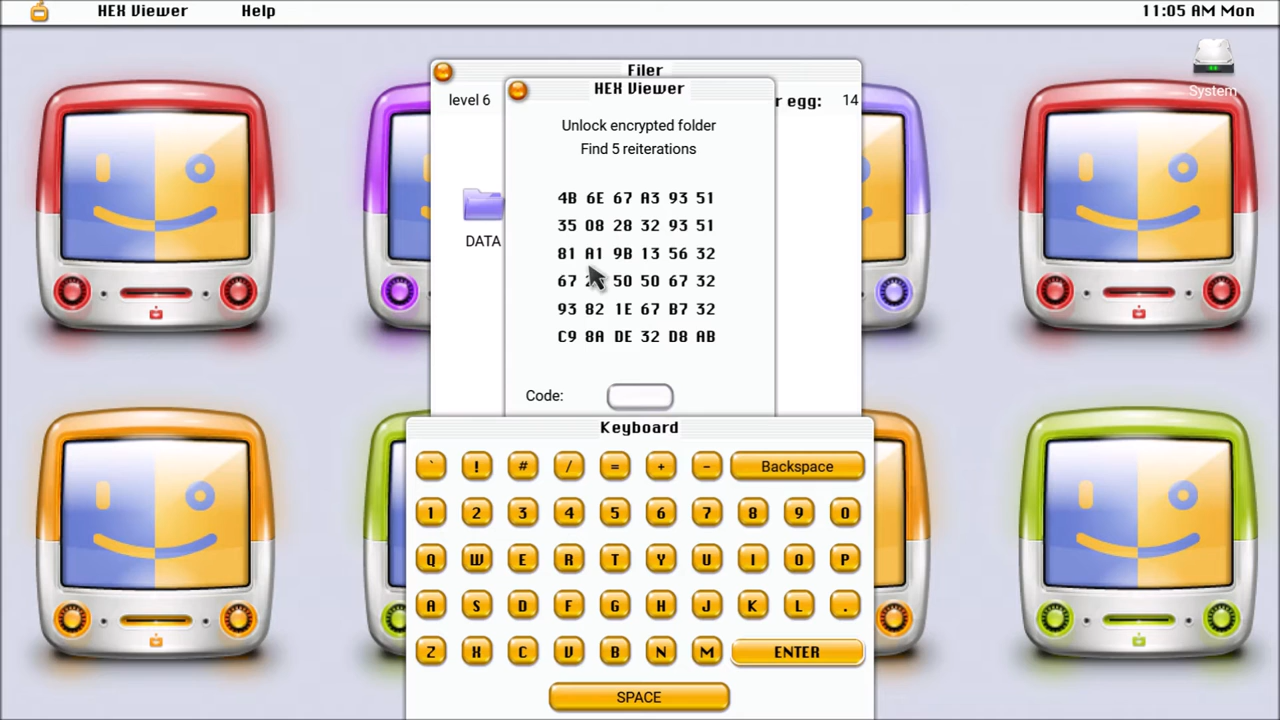 HEX Viewer Help 11:05 AM Mon
System
Filer
level 6 r egg: 14
DATA
HEX Viewer
Unlock encrypted folder
Find 5 reiterations
4B 6E 67 A3 93 51
35 08 28 32 93 51
81 A1 9B 13 56 32
67 50 50 67 32
93 82 1E 67 B7 32
C9 8A DE 32 D8 AB
Code:
Keyboard
` ! # / = + - Backspace
1 2 3 4 5 6 7 8 9 0
Q W E R T Y U I O P
A S D F G H J K L .
Z X C V B N M ENTER
SPACE